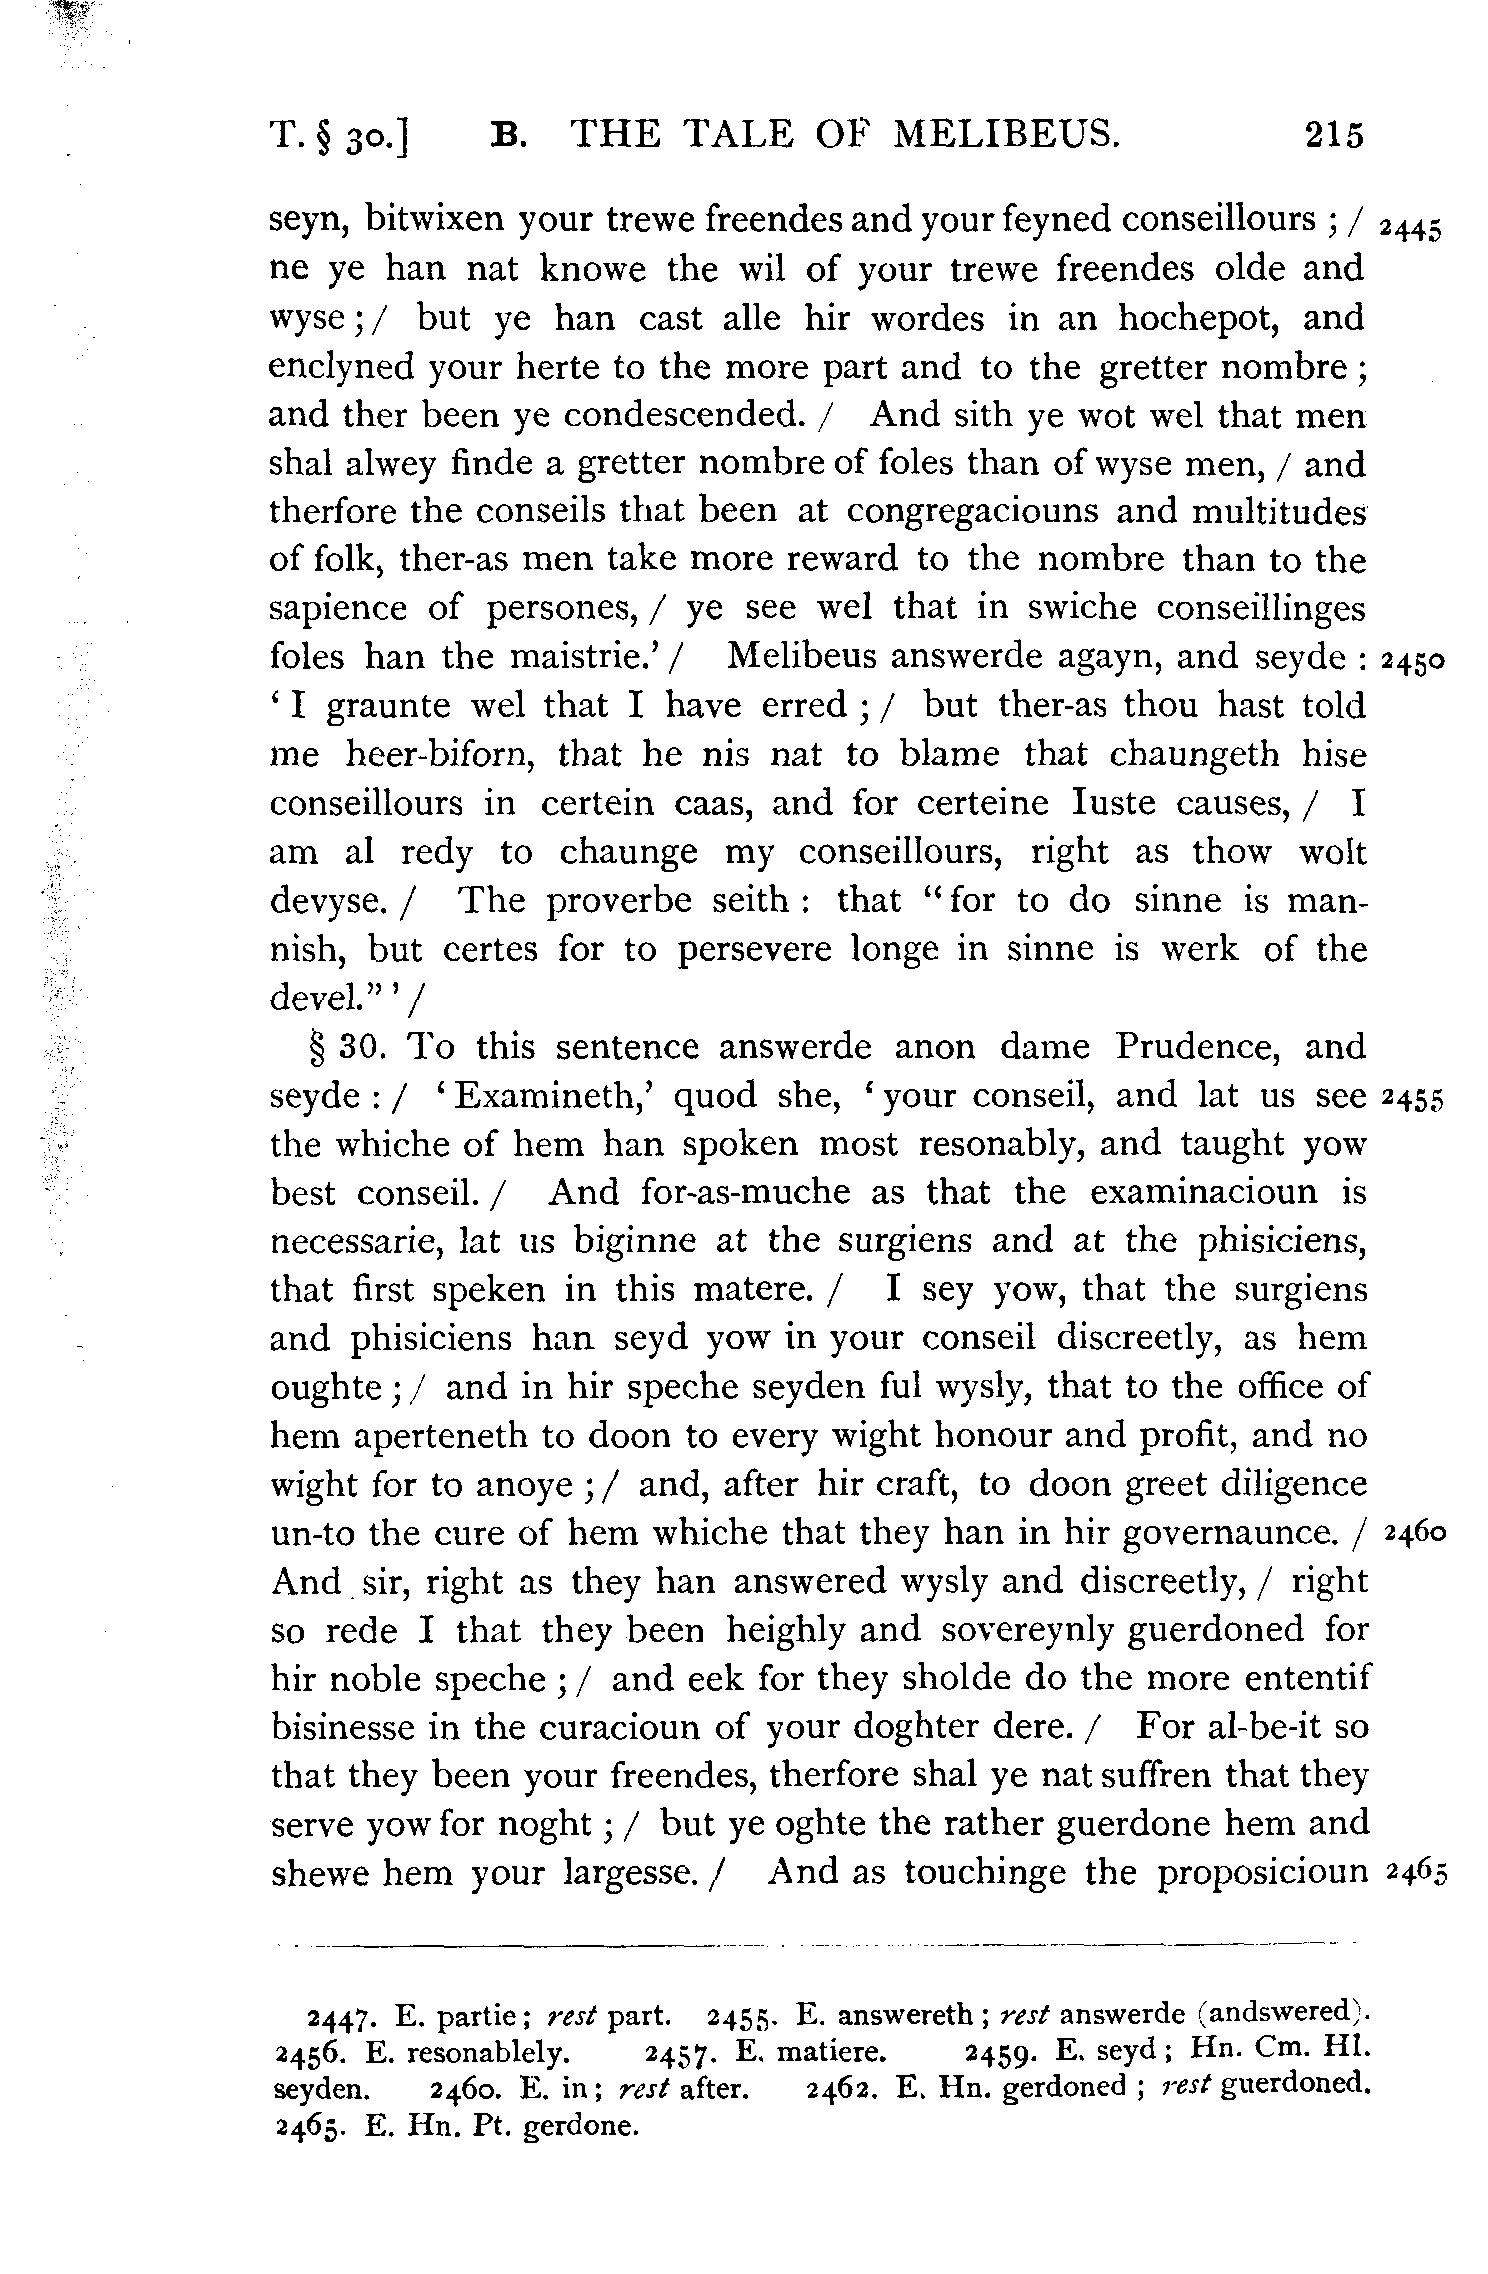 T. § 30.] B. THE TALE OF MELIBEUS. 215
seyn, bitwixen your trewe freendes and your feyned conseillours ; / 2445
ne ye han nat knowe the wil of your trewe freendes olde and
wyse ; / but ye han cast alle hir wordes in an hochepot, and
enclyned your herte to the more part and to the gretter nombre ;
and ther been ye condescended. / And sith ye wot wel that men
shal alwey finde a gretter nombre of foles than of wyse men, / and
therfore the conseils that been at congregaciouns and multitudes
of folk, ther-as men take more reward to the nombre than to the
sapience of persones, / ye see wel that in swiche conseillinges
foles han the maistrie.' / Melibeus answerde agayn, and seyde : 2450
' I graunte wel that I have erred ; / but ther-as thou hast told
me heer-biforn, that he nis nat to blame that chaungeth hise
conseillours in certein caas, and for certeine Iuste causes, / I
am al redy to chaunge my conseillours, right as thow wolt
devyse. / The proverbe seith : that " for to do sinne is man-
nish, but certes for to persevere longe in sinne is werk of the
devel." ' /
§ 30. To this sentence answerde anon dame Prudence, and
seyde : / ' Examineth,' quod she, ' your conseil, and lat us see 2455
the whiche of hem han spoken most resonably, and taught yow
best conseil. / And for-as-muche as that the examinacioun is
necessarie, lat us biginne at the surgiens and at the phisiciens,
that first speken in this matere. / I sey yow, that the surgiens
and phisiciens han seyd yow in your conseil discreetly, as hem
oughte ; / and in hir speche seyden ful wysly, that to the office of
hem aperteneth to doon to every wight honour and profit, and no
wight for to anoye ; / and, after hir craft, to doon greet diligence
un-to the cure of hem whiche that they han in hir governaunce. / 2460
And sir, right as they han answered wysly and discreetly, / right
so rede I that they been heighly and sovereynly guerdoned for
hir noble speche ; / and eek for they sholde do the more ententif
bisinesse in the curacioun of your doghter dere. / For al-be-it so
that they been your freendes, therfore shal ye nat suffren that they
serve yow for noght ; / but ye oghte the rather guerdone hem and
shewe hem your largesse. / And as touchinge the proposicioun 2465
2447. E. partie ; rest part. 2455. E. answereth ; rest answerde (andswered).
2456. E. resonablely. 2457. E. matiere. 2459. E. seyd ; Hn. Cm. Hl.
seyden. 2460. E. in ; rest after. 2462. E. Hn. gerdoned ; rest guerdoned.
2465. E. Hn. Pt. gerdone.